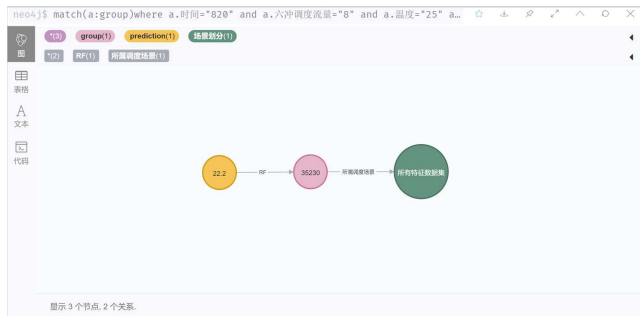 neo4j$ match(a:group)where a.时间="820" and a.六冲调度流量="8" and a.温度="25" a…
*(3) group(1) prediction(1) 场景划分(1)
*(2) RF(1) 所属调度场景(1)
图
表格
文本
代码
22.2 RF 35230 所属调度场景 所有特征数据集
显示 3 个节点, 2 个关系.